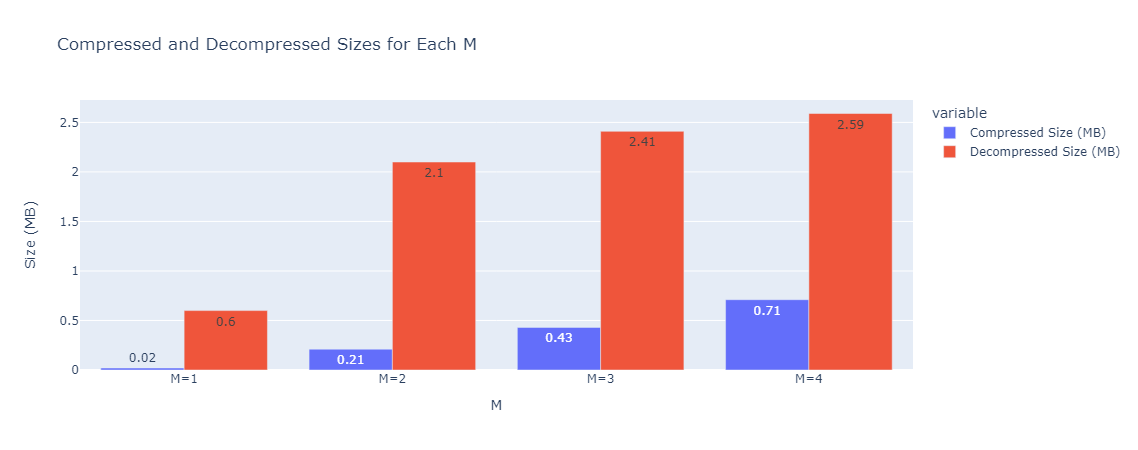 Compressed and Decompressed Sizes for Each M
variable
Compressed Size (MB)
Decompressed Size (MB)
Size (MB)
2.5
2
1.5
1
0.5
0
0.02
0.6
0.21
2.1
0.43
2.41
0.71
2.59
M=1
M=2
M=3
M=4
M